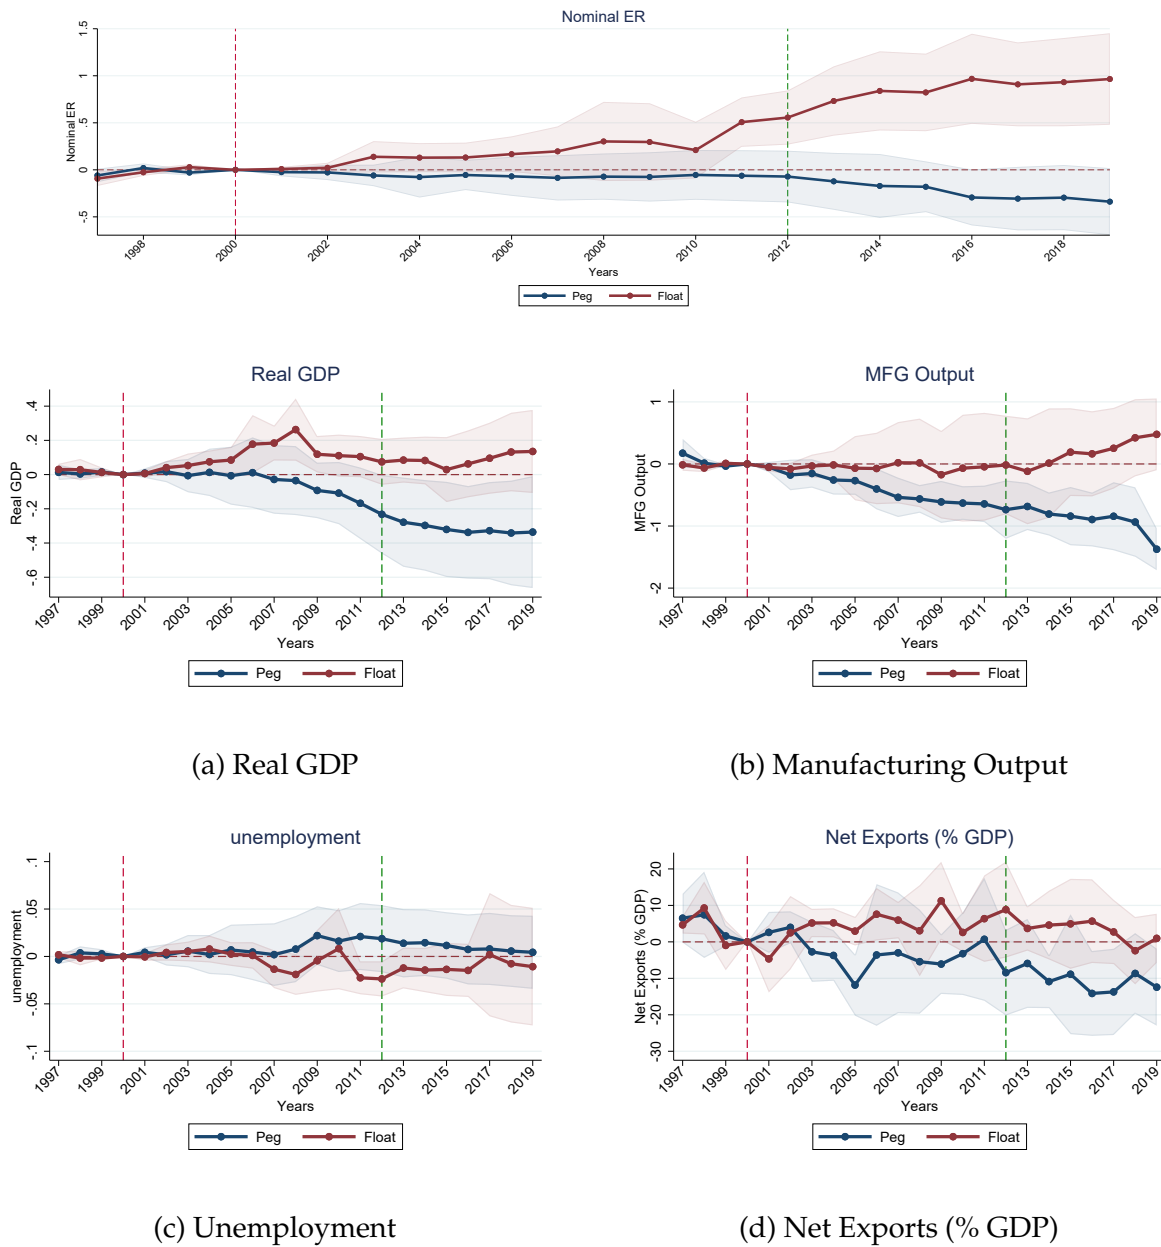 Nominal ER
Nominal ER
1.5
1
.5
0
-.5
1998 2000 2002 2004 2006 2008 2010 2012 2014 2016 2018
Years
Peg Float
Real GDP
Real GDP
.4
.2
0
-.2
-.4
-.6
1997 1999 2001 2003 2005 2007 2009 2011 2013 2015 2017 2019
Years
Peg Float
MFG Output
MFG Output
1
0
-1
-2
1997 1999 2001 2003 2005 2007 2009 2011 2013 2015 2017 2019
Years
Peg Float
(a) Real GDP
(b) Manufacturing Output
unemployment
unemployment
.1
.05
0
-.05
-.1
1997 1999 2001 2003 2005 2007 2009 2011 2013 2015 2017 2019
Years
Peg Float
Net Exports (% GDP)
Net Exports (% GDP)
20
10
0
-10
-20
-30
1997 1999 2001 2003 2005 2007 2009 2011 2013 2015 2017 2019
Years
Peg Float
(c) Unemployment
(d) Net Exports (% GDP)